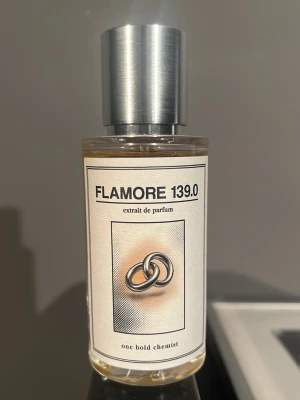 FLAMORE 139.0
extrait de parfum
one bold chemist